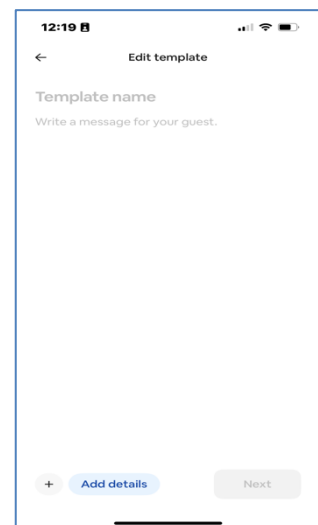 12:19
← Edit template
Template name
Write a message for your guest.
+ Add details Next